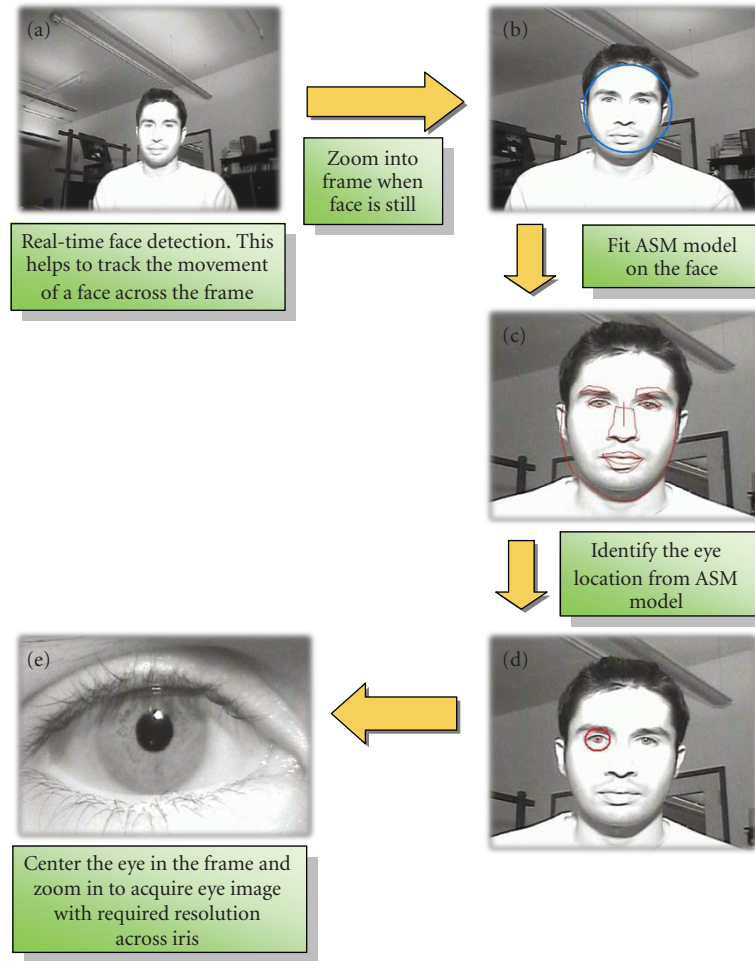 (a)
Real-time face detection. This
helps to track the movement
of a face across the frame
Zoom into
frame when
face is still
(b)
Fit ASM model
on the face
(c)
Identify the eye
location from ASM
model
(d)
(e)
Center the eye in the frame and
zoom in to acquire eye image
with required resolution
across iris